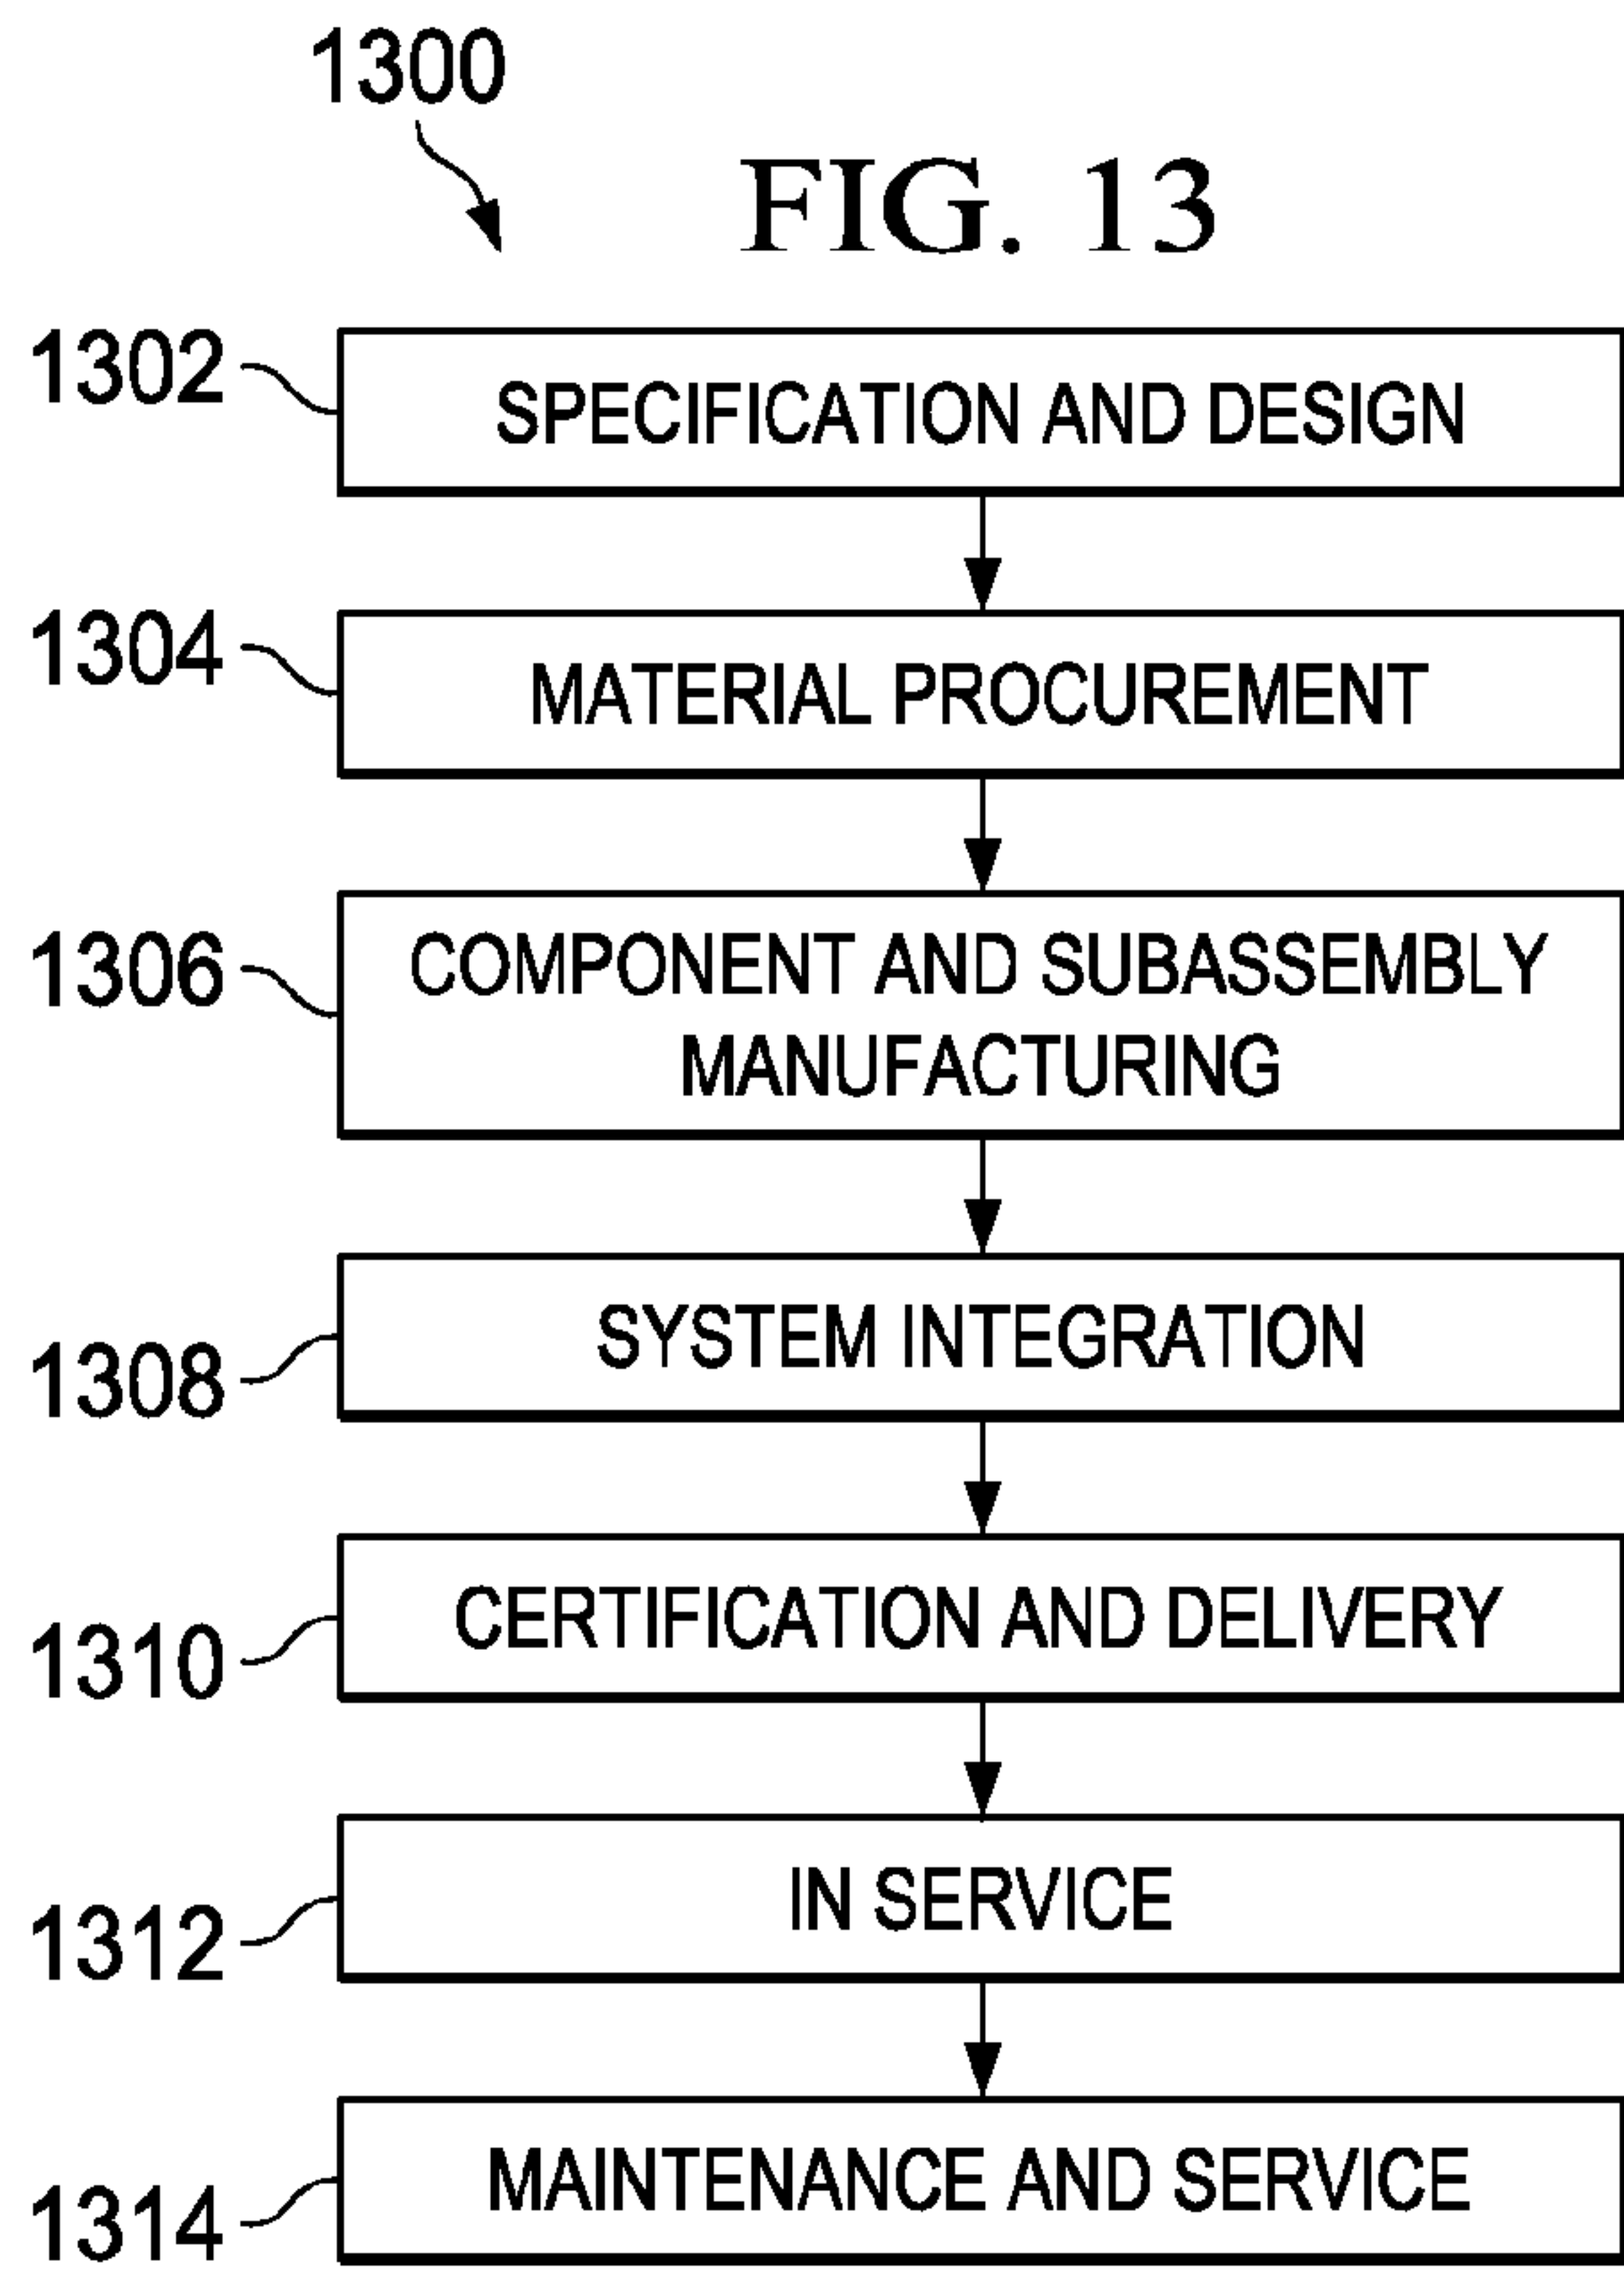 1300
FIG. 13
1302
SPECIFICATION AND DESIGN
1304
MATERIAL PROCUREMENT
1306
COMPONENT AND SUBASSEMBLY
MANUFACTURING
1308
SYSTEM INTEGRATION
1310
CERTIFICATION AND DELIVERY
1312
IN SERVICE
1314
MAINTENANCE AND SERVICE